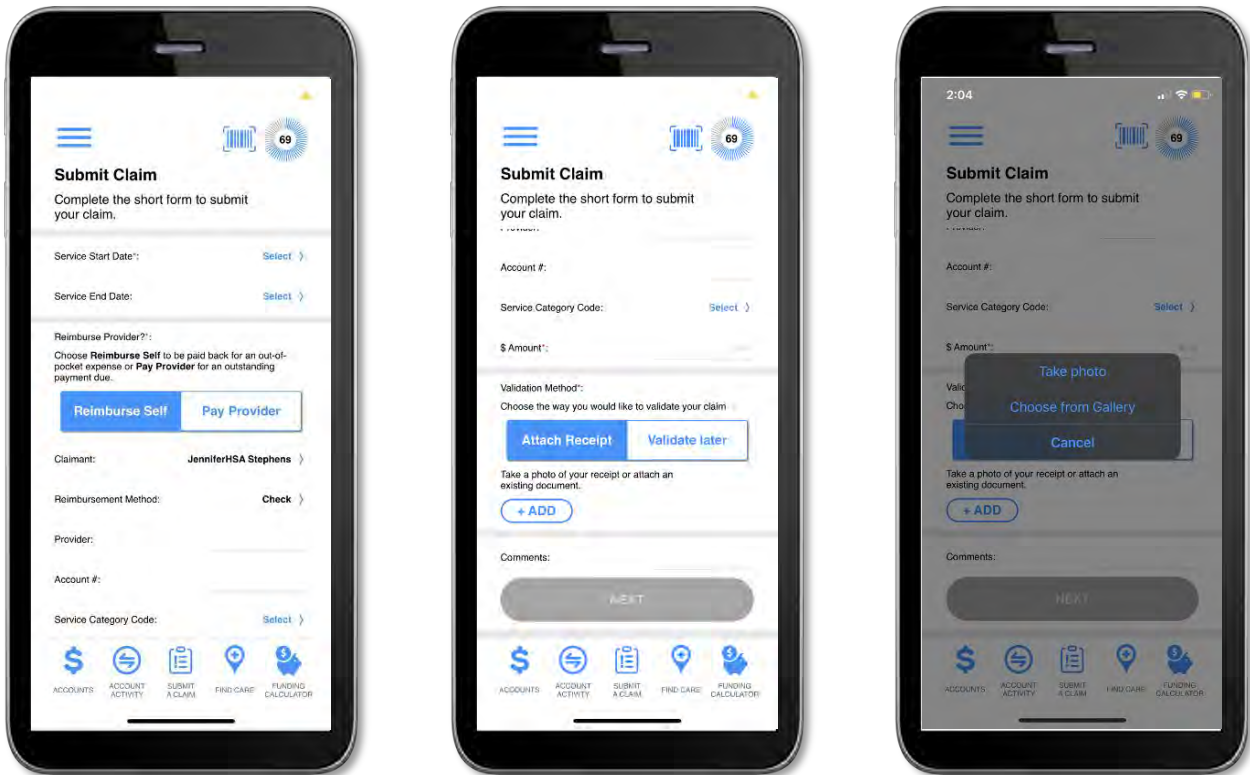 69
Submit Claim
Complete the short form to submit
your claim.
Service Start Date*:
Select
Service End Date:
Select
Reimburse Provider?*:
Choose Reimburse Self to be paid back for an out-of-
pocket expense or Pay Provider for an outstanding
payment due.
Reimburse Self
Pay Provider
Claimant:
JenniferHSA Stephens
Reimbursement Method:
Check
Provider:
Account #:
Service Category Code:
Select
ACCOUNTS
ACCOUNT
ACTIVITY
SUBMIT
A CLAIM
FIND CARE
FUNDING
CALCULATOR
69
Submit Claim
Complete the short form to submit
your claim.
Account #:
Service Category Code:
Select
$ Amount*:
Validation Method*:
Choose the way you would like to validate your claim
Attach Receipt
Validate later
Take a photo of your receipt or attach an
existing document.
+ ADD
Comments:
NEXT
ACCOUNTS
ACCOUNT
ACTIVITY
SUBMIT
A CLAIM
FIND CARE
FUNDING
CALCULATOR
2:04
69
Submit Claim
Complete the short form to submit
your claim.
Account #:
Service Category Code:
Select
$ Amount*:
Take photo
Choose from Gallery
Cancel
Take a photo of your receipt or attach an
existing document.
+ ADD
Comments:
NEXT
ACCOUNTS
ACCOUNT
ACTIVITY
SUBMIT
A CLAIM
FIND CARE
FUNDING
CALCULATOR